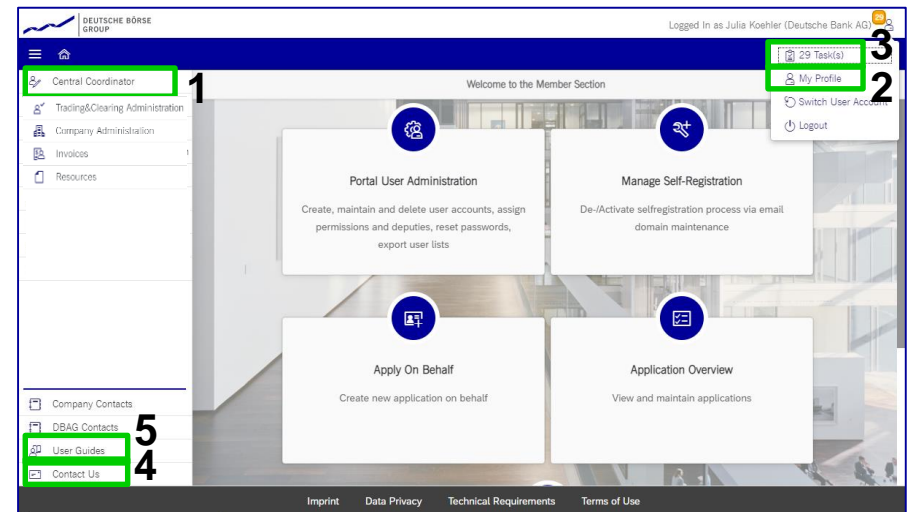 DEUTSCHE BÖRSE
GROUP
Logged In as Julia Koehler (Deutsche Bank AG)
29
3
29 Task(s)
My Profile
2
Switch User Account
Logout
Central Coordinator
1
Trading&Clearing Administration
Company Administration
Invoices
Resources
Welcome to the Member Section
Portal User Administration
Create, maintain and delete user accounts, assign
permissions and deputies, reset passwords,
export user lists
Manage Self-Registration
De-/Activate selfregistration process via email
domain maintenance
Apply On Behalf
Create new application on behalf
Application Overview
View and maintain applications
Company Contacts
DBAG Contacts
5
User Guides
Contact Us
4
Imprint Data Privacy Technical Requirements Terms of Use